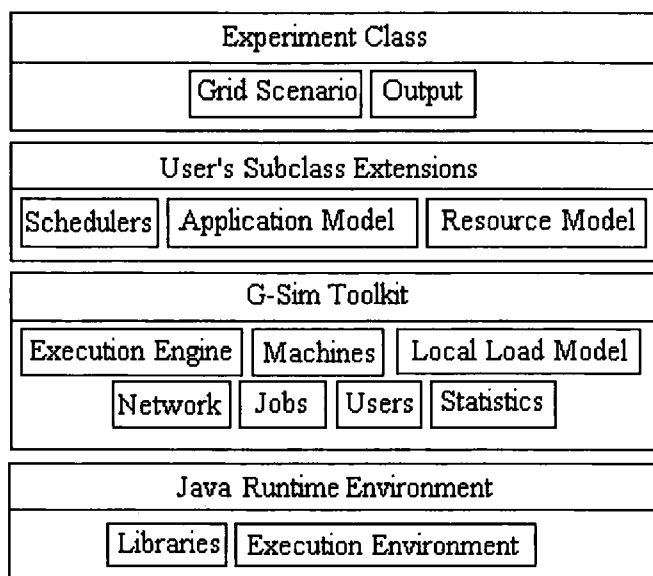 Experiment Class
Grid Scenario Output
User's Subclass Extensions
Schedulers Application Model Resource Model
G-Sim Toolkit
Execution Engine Machines Local Load Model
Network Jobs Users Statistics
Java Runtime Environment
Libraries Execution Environment